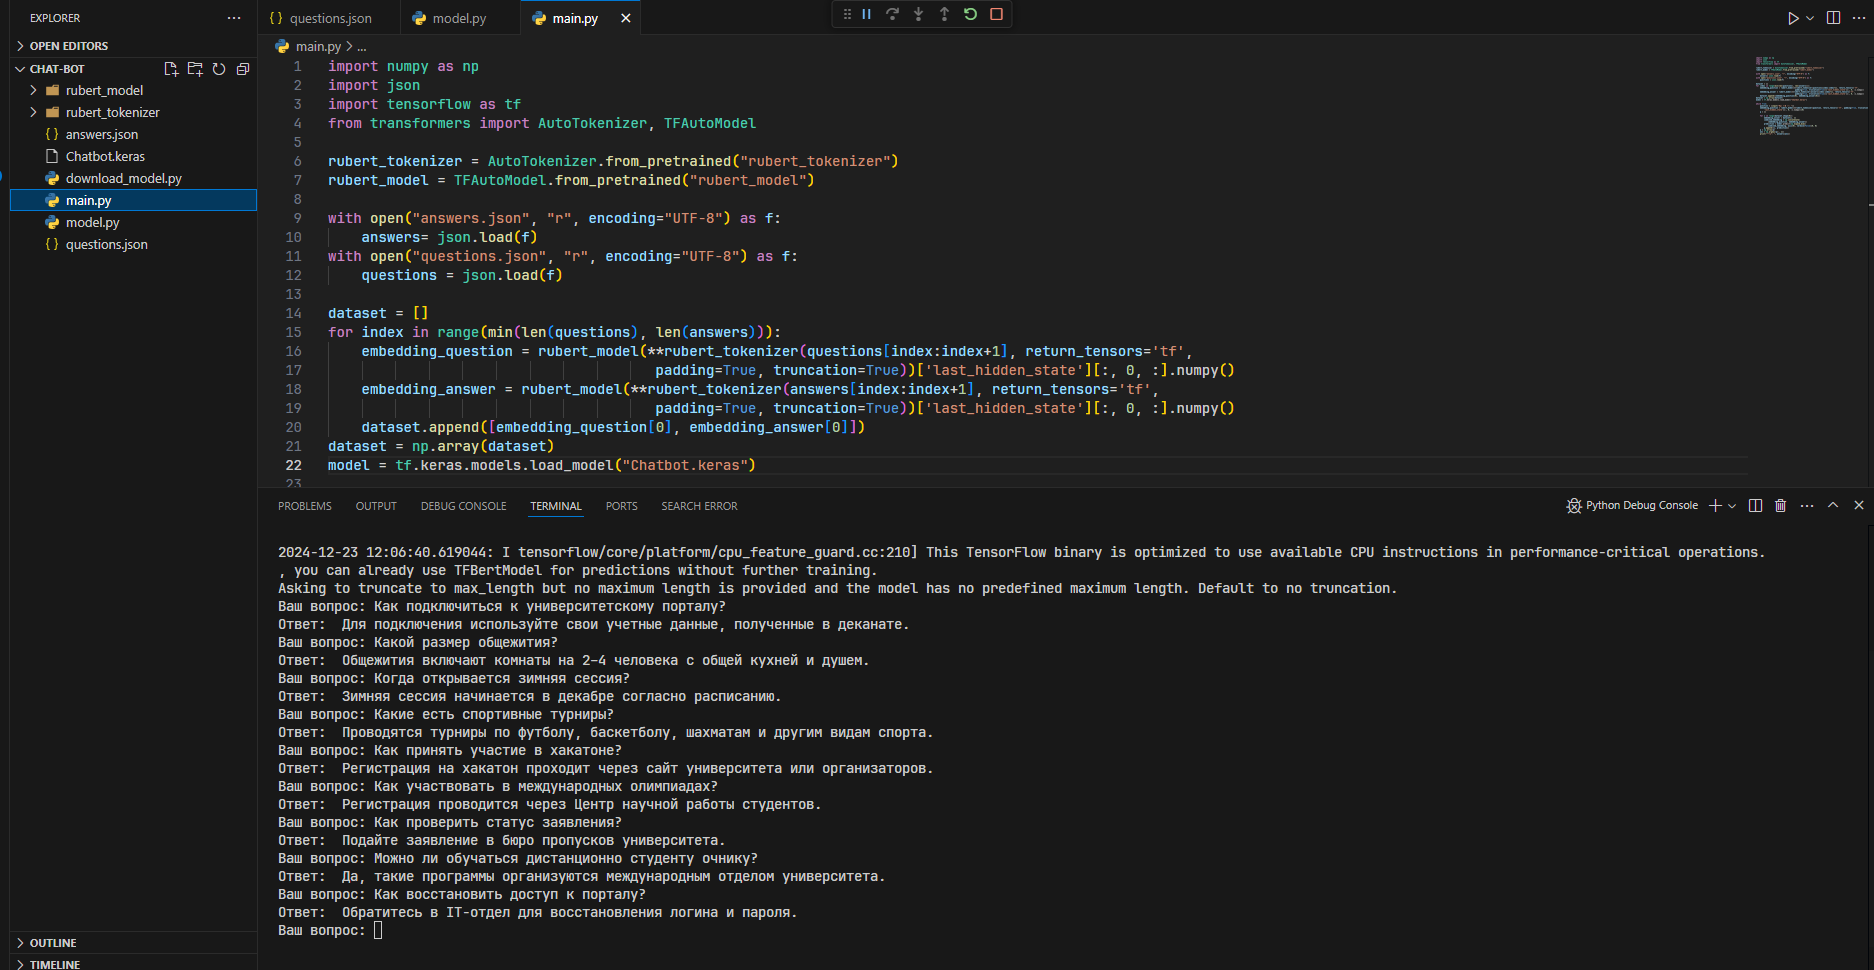 EXPLORER
OPEN EDITORS
CHAT-BOT
rubert_model
rubert_tokenizer
{} answers.json
Chatbot.keras
download_model.py
main.py
model.py
{} questions.json
OUTLINE
TIMELINE
{} questions.json
model.py
main.py
main.py > ...
1 import numpy as np
2 import json
3 import tensorflow as tf
4 from transformers import AutoTokenizer, TFAutoModel
5
6 rubert_tokenizer = AutoTokenizer.from_pretrained("rubert_tokenizer")
7 rubert_model = TFAutoModel.from_pretrained("rubert_model")
8
9 with open("answers.json", "r", encoding="UTF-8") as f:
10     answers= json.load(f)
11 with open("questions.json", "r", encoding="UTF-8") as f:
12     questions = json.load(f)
13
14 dataset = []
15 for index in range(min(len(questions), len(answers))):
16     embedding_question = rubert_model(**rubert_tokenizer(questions[index:index+1], return_tensors='tf',
17                                        padding=True, truncation=True))['last_hidden_state'][:, 0, :].numpy()
18     embedding_answer = rubert_model(**rubert_tokenizer(answers[index:index+1], return_tensors='tf',
19                                        padding=True, truncation=True))['last_hidden_state'][:, 0, :].numpy()
20     dataset.append([embedding_question[0], embedding_answer[0]])
21 dataset = np.array(dataset)
22 model = tf.keras.models.load_model("Chatbot.keras")
23
PROBLEMS OUTPUT DEBUG CONSOLE TERMINAL PORTS SEARCH ERROR
Python Debug Console
2024-12-23 12:06:40.619044: I tensorflow/core/platform/cpu_feature_guard.cc:210] This TensorFlow binary is optimized to use available CPU instructions in performance-critical operations.
, you can already use TFBertModel for predictions without further training.
Asking to truncate to max_length but no maximum length is provided and the model has no predefined maximum length. Default to no truncation.
Ваш вопрос: Как подключиться к университетскому порталу?
Ответ:  Для подключения используйте свои учетные данные, полученные в деканате.
Ваш вопрос: Какой размер общежития?
Ответ:  Общежития включают комнаты на 2-4 человека с общей кухней и душем.
Ваш вопрос: Когда открывается зимняя сессия?
Ответ:  Зимняя сессия начинается в декабре согласно расписанию.
Ваш вопрос: Какие есть спортивные турниры?
Ответ:  Проводятся турниры по футболу, баскетболу, шахматам и другим видам спорта.
Ваш вопрос: Как принять участие в хакатоне?
Ответ:  Регистрация на хакатон проходит через сайт университета или организаторов.
Ваш вопрос: Как участвовать в международных олимпиадах?
Ответ:  Регистрация проводится через Центр научной работы студентов.
Ваш вопрос: Как проверить статус заявления?
Ответ:  Подайте заявление в бюро пропусков университета.
Ваш вопрос: Можно ли обучаться дистанционно студенту очнику?
Ответ:  Да, такие программы организуются международным отделом университета.
Ваш вопрос: Как восстановить доступ к порталу?
Ответ:  Обратитесь в IT-отдел для восстановления логина и пароля.
Ваш вопрос: